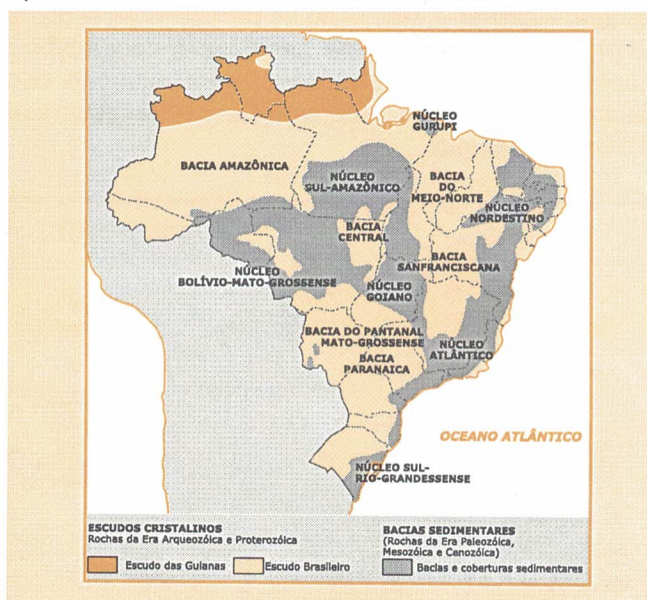 NÚCLEO
GURUPI
BACIA AMAZÔNICA
NÚCLEO
SUL-AMAZÔNICO
BACIA
DO
MEIO-NORTE
NÚCLEO
NORDESTINO
BACIA
CENTRAL
BACIA
SANFRANCISCANA
NÚCLEO
BOLÍVIO-MATO-GROSSENSE
NÚCLEO
GOIANO
BACIA DO PANTANAL
MATO-GROSSENSE
BACIA
PARANAICA
NÚCLEO
ATLÂNTICO
OCEANO ATLÂNTICO
NÚCLEO SUL-
RIO-GRANDESSENSE
ESCUDOS CRISTALINOS
Rochas da Era Arqueozóica e Proterozóica
Escudo das Guianas
Escudo Brasileiro
BACIAS SEDIMENTARES
(Rochas da Era Paleozóica,
Mesozóica e Cenozóica)
Bacias e coberturas sedimentares